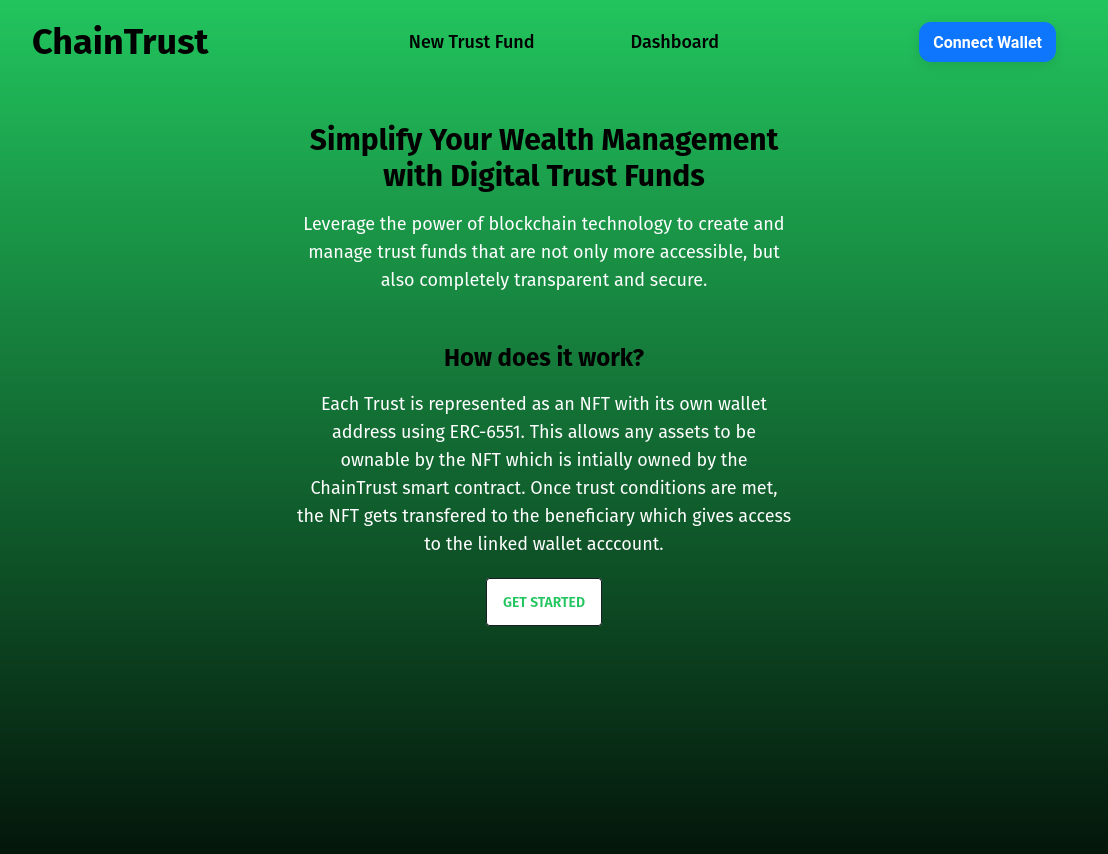 ChainTrust
New Trust Fund
Dashboard
Connect Wallet
Simplify Your Wealth Management
with Digital Trust Funds
Leverage the power of blockchain technology to create and
manage trust funds that are not only more accessible, but
also completely transparent and secure.
How does it work?
Each Trust is represented as an NFT with its own wallet
address using ERC-6551. This allows any assets to be
ownable by the NFT which is intially owned by the
ChainTrust smart contract. Once trust conditions are met,
the NFT gets transfered to the beneficiary which gives access
to the linked wallet acccount.
GET STARTED